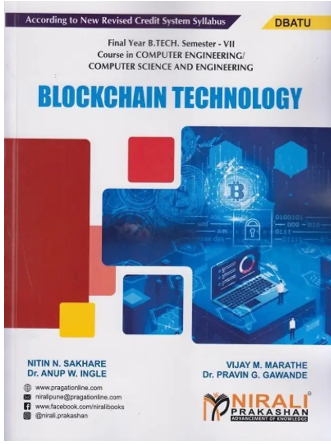 According to New Revised Credit System Syllabus
DBATU
Final Year B.TECH. Semester - VII
Course in COMPUTER ENGINEERING/
COMPUTER SCIENCE AND ENGINEERING
BLOCKCHAIN TECHNOLOGY
NITIN N. SAKHARE
Dr. ANUP W. INGLE
VIJAY M. MARATHE
Dr. PRAVIN G. GAWANDE
www.pragationline.com
niralipune@pragationline.com
www.facebook.com/niralibooks
@nirali.prakashan
NIRALI
PRAKASHAN
ADVANCEMENT OF KNOWLEDGE